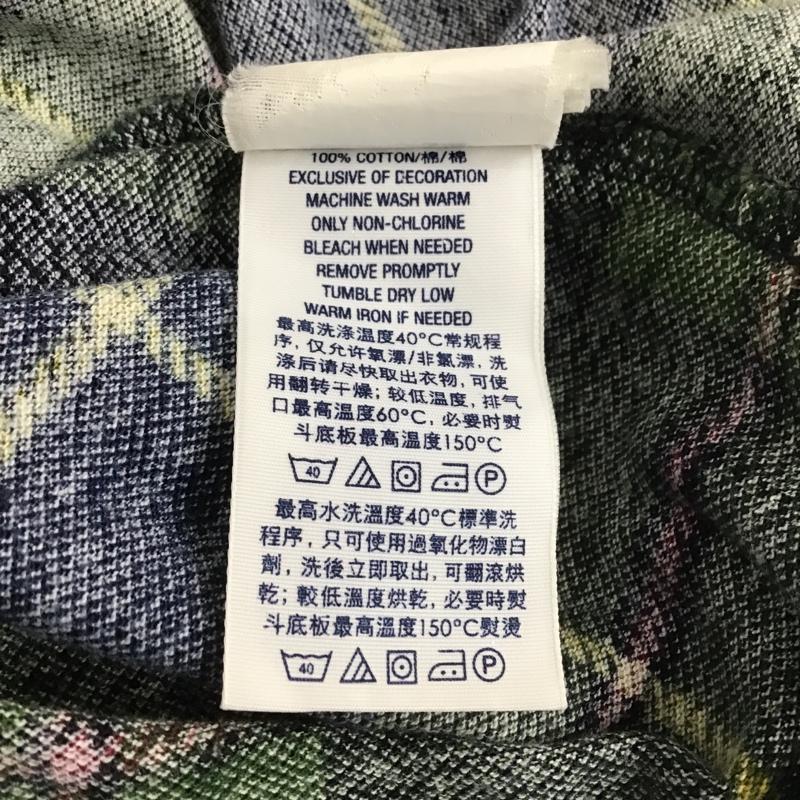 100% COTTON/棉/棉
EXCLUSIVE OF DECORATION
MACHINE WASH WARM
ONLY NON-CHLORINE
BLEACH WHEN NEEDED
REMOVE PROMPTLY
TUMBLE DRY LOW
WARM IRON IF NEEDED
最高洗涤温度40°C常规程
序, 仅允许氧漂/非氯漂, 洗
涤后请尽快取出衣物, 可使
用翻转干燥; 较低温度, 排气
口最高温度60°C, 必要时熨
斗底板最高温度150°C
40 P
最高水洗溫度40°C標準洗
程序, 只可使用過氧化物漂白
劑, 洗後立即取出, 可翻滾烘
乾; 較低溫度烘乾, 必要時熨
斗底板最高溫度150°C熨燙
40 P